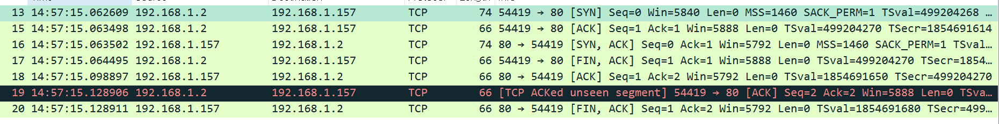 13 14:57:15.062609 192.168.1.2 192.168.1.157 TCP 74 54419 → 80 [SYN] Seq=0 Win=5840 Len=0 MSS=1460 SACK_PERM=1 TSval=499204268 …
15 14:57:15.063498 192.168.1.2 192.168.1.157 TCP 66 54419 → 80 [ACK] Seq=1 Ack=1 Win=5888 Len=0 TSval=499204270 TSecr=1854691614
16 14:57:15.063502 192.168.1.157 192.168.1.2 TCP 74 80 → 54419 [SYN, ACK] Seq=0 Ack=1 Win=5792 Len=0 MSS=1460 SACK_PERM=1 TSval…
17 14:57:15.064495 192.168.1.2 192.168.1.157 TCP 66 54419 → 80 [FIN, ACK] Seq=1 Ack=1 Win=5888 Len=0 TSval=499204270 TSecr=1854…
18 14:57:15.098897 192.168.1.157 192.168.1.2 TCP 66 80 → 54419 [ACK] Seq=1 Ack=2 Win=5792 Len=0 TSval=1854691650 TSecr=499204270
19 14:57:15.128906 192.168.1.2 192.168.1.157 TCP 66 [TCP ACKed unseen segment] 54419 → 80 [ACK] Seq=2 Ack=2 Win=5888 Len=0 TSva…
20 14:57:15.128911 192.168.1.157 192.168.1.2 TCP 66 80 → 54419 [FIN, ACK] Seq=1 Ack=2 Win=5792 Len=0 TSval=1854691680 TSecr=499…